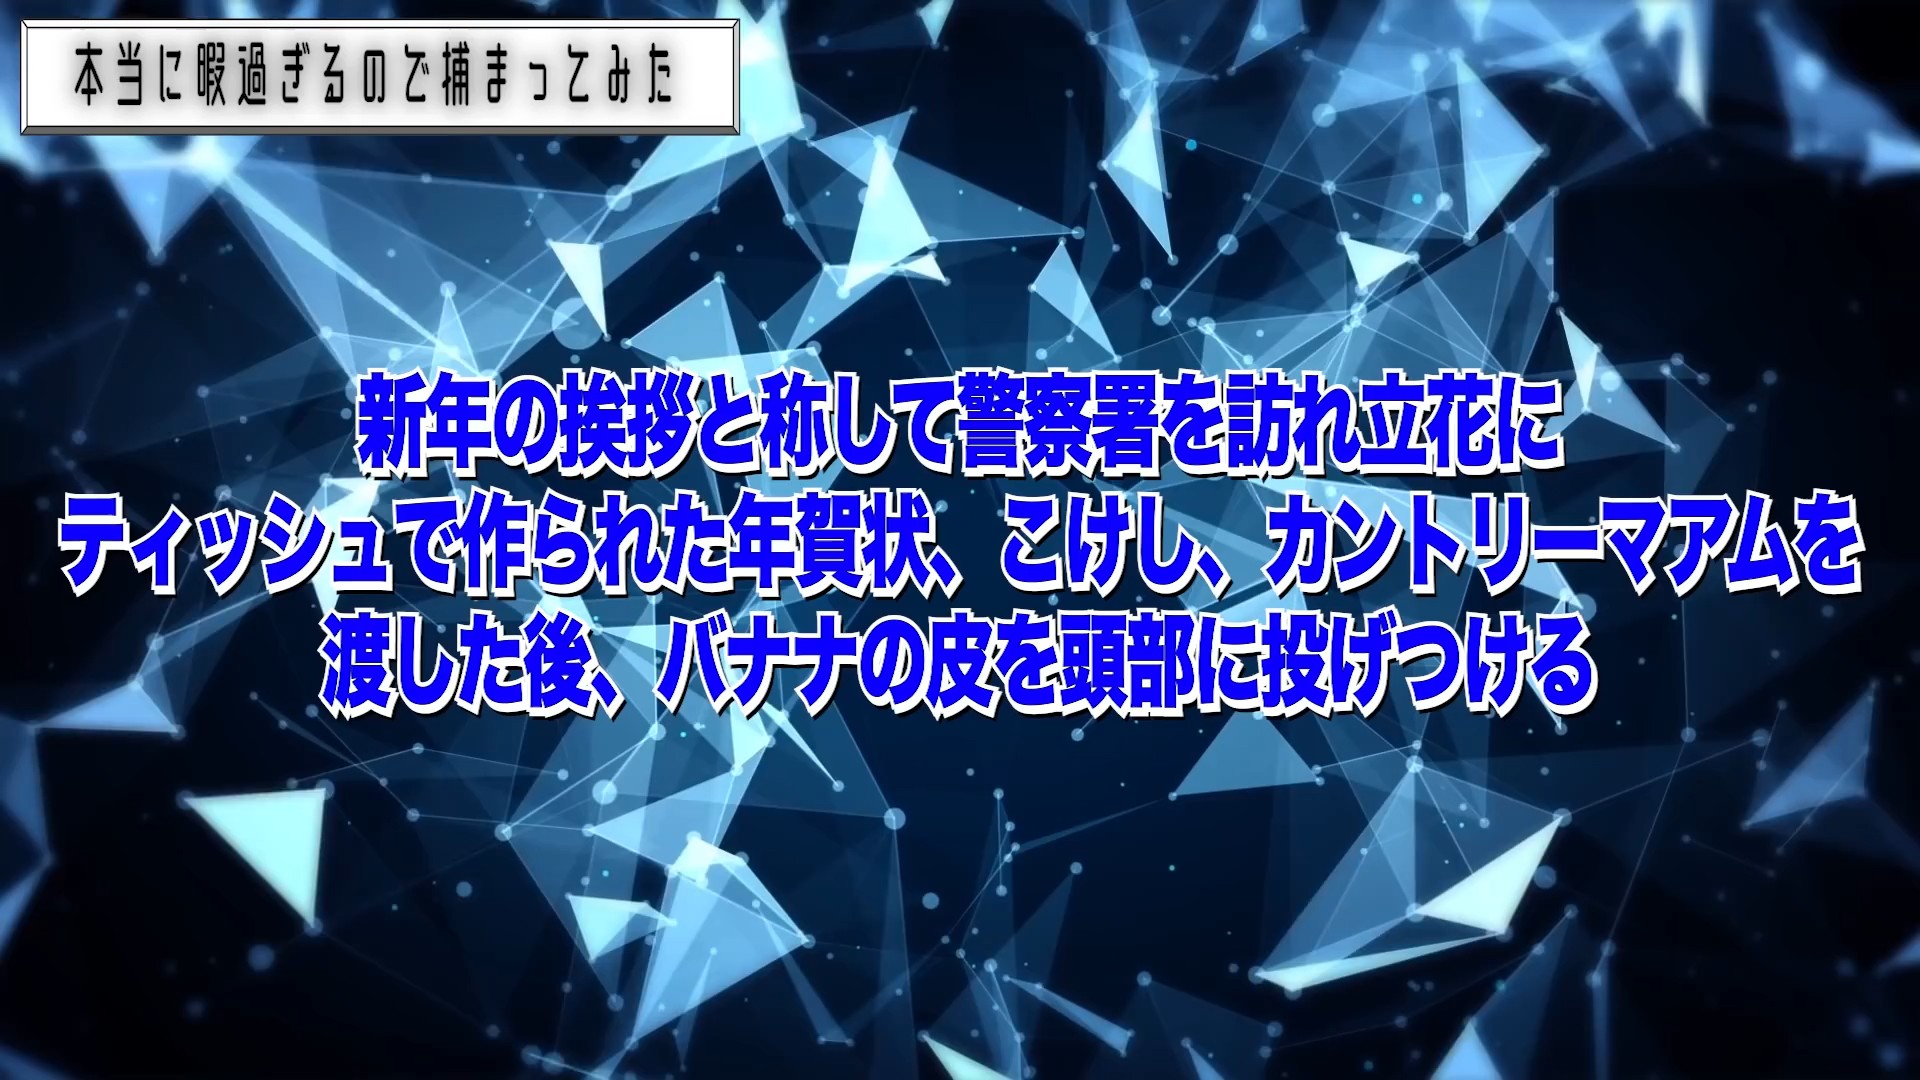 本当に暇過ぎるので捕まってみた
新年の挨拶と称して警察署を訪れ立花に
ティッシュで作られた年賀状、こけし、カントリーマアムを
渡した後、バナナの皮を頭部に投げつける